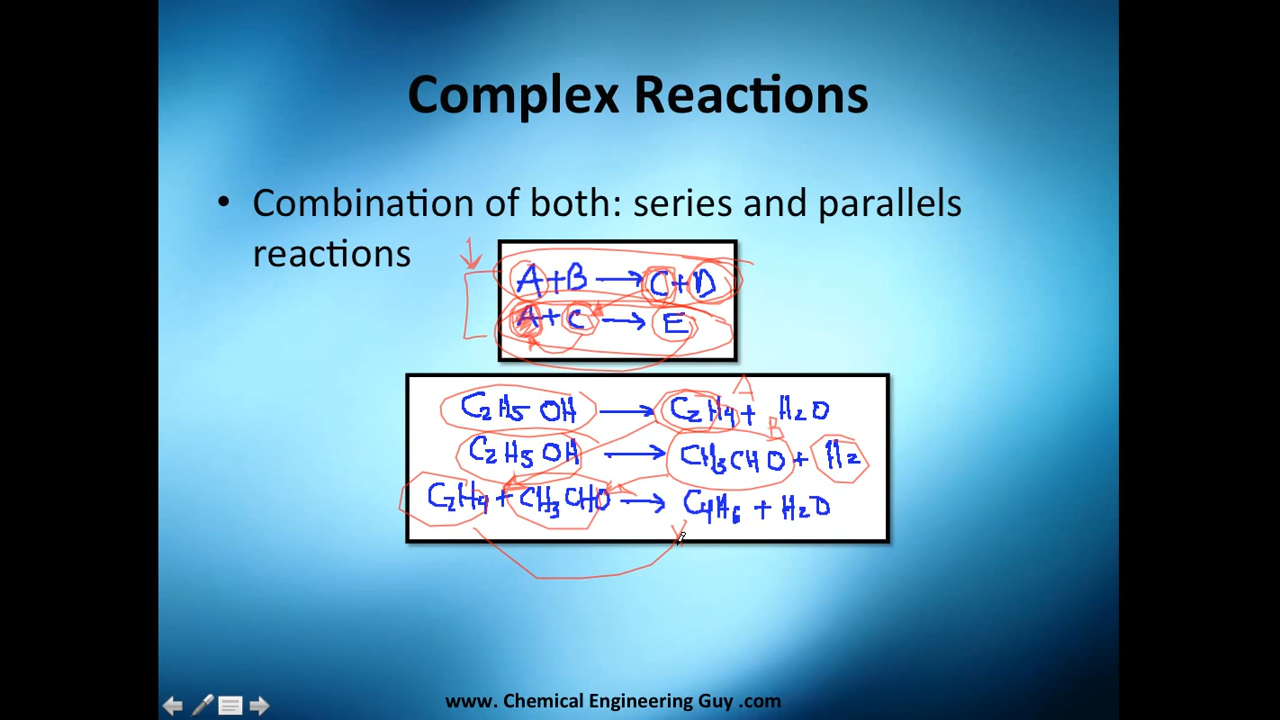 Complex Reactions
• Combination of both: series and parallels
reactions
A+B → C+D
A+C → E
A
C2H5OH → C2H4+ H2O
B
C2H5OH → CH3CHO+ H2
C2H4+CH3CHO → C4H6 + H2O
www. Chemical Engineering Guy .com